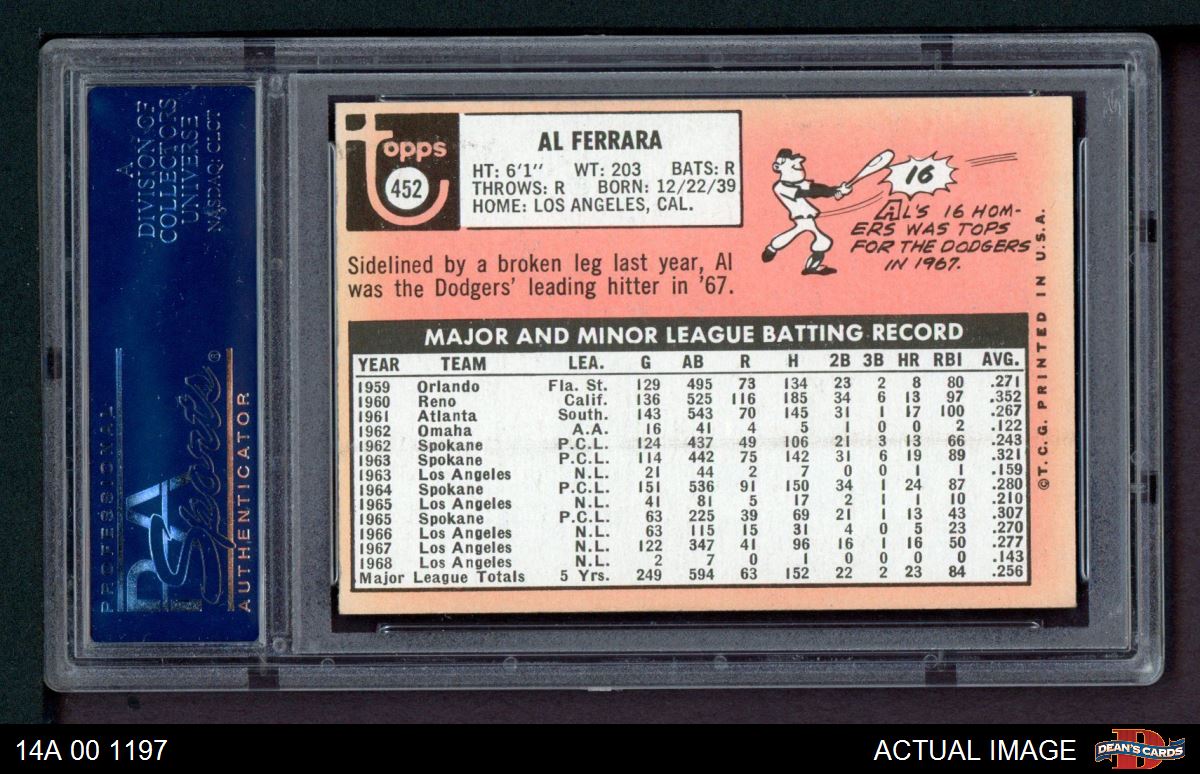 A
DIVISION OF
COLLECTORS
UNIVERSE
NASDAQ: CLCT
PROFESSIONAL
PSA
Sports®
AUTHENTICATOR
topps
452
AL FERRARA
HT: 6'1" WT: 203 BATS: R
THROWS: R BORN: 12/22/39
HOME: LOS ANGELES, CAL.
16
AL'S 16 HOM-
ERS WAS TOPS
FOR THE DODGERS
IN 1967.
Sidelined by a broken leg last year, Al
was the Dodgers' leading hitter in '67.
MAJOR AND MINOR LEAGUE BATTING RECORD
YEAR TEAM LEA. G AB R H 2B 3B HR RBI AVG.
1959 Orlando Fla. St. 129 495 73 134 23 2 8 80 .271
1960 Reno Calif. 136 525 116 185 34 6 13 97 .352
1961 Atlanta South. 143 543 70 145 31 1 17 100 .267
1962 Omaha A.A. 16 41 4 5 1 0 0 2 .122
1962 Spokane P.C.L. 124 437 49 106 21 3 13 66 .243
1963 Spokane P.C.L. 114 442 75 142 31 6 19 89 .321
1963 Los Angeles N.L. 21 44 2 7 0 0 1 1 .159
1964 Spokane P.C.L. 151 536 91 150 34 1 24 87 .280
1965 Los Angeles N.L. 41 81 5 17 2 1 1 10 .210
1965 Spokane P.C.L. 63 225 39 69 21 1 13 43 .307
1966 Los Angeles N.L. 63 115 15 31 4 0 5 23 .270
1967 Los Angeles N.L. 122 347 41 96 16 1 16 50 .277
1968 Los Angeles N.L. 2 7 0 1 0 0 0 0 .143
Major League Totals 5 Yrs. 249 594 63 152 22 2 23 84 .256
©T.C.G. PRINTED IN U.S.A.
14A 00 1197
ACTUAL IMAGE
DEAN'S CARDS